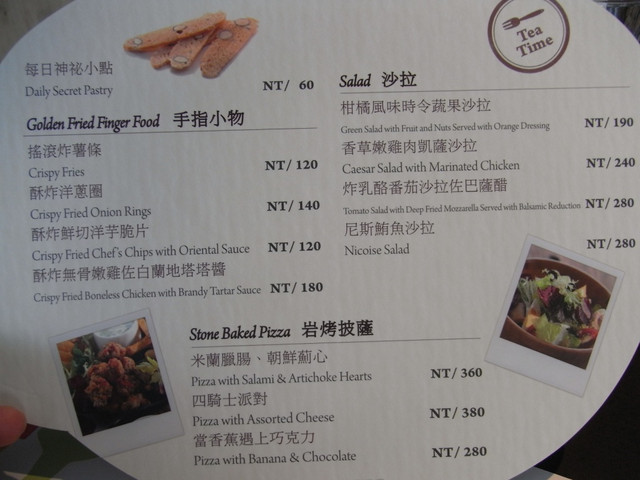 每日神祕小點
Daily Secret Pastry NT/ 60
Golden Fried Finger Food 手指小物
搖滾炸薯條
Crispy Fries NT/ 120
酥炸洋蔥圈
Crispy Fried Onion Rings NT/ 140
酥炸鮮切洋芋脆片
Crispy Fried Chef's Chips with Oriental Sauce NT/ 120
酥炸無骨嫩雞佐白蘭地塔塔醬
Crispy Fried Boneless Chicken with Brandy Tartar Sauce NT/ 180
Tea
Time
Salad 沙拉
柑橘風味時令蔬果沙拉
Green Salad with Fruit and Nuts Served with Orange Dressing NT/ 190
香草嫩雞肉凱薩沙拉
Caesar Salad with Marinated Chicken NT/ 240
炸乳酪番茄沙拉佐巴薩醋
Tomato Salad with Deep Fried Mozzarella Served with Balsamic Reduction NT/ 280
尼斯鮪魚沙拉
Nicoise Salad NT/ 280
Stone Baked Pizza 岩烤披薩
米蘭臘腸、朝鮮薊心
Pizza with Salami & Artichoke Hearts NT/ 360
四騎士派對
Pizza with Assorted Cheese NT/ 380
當香蕉遇上巧克力
Pizza with Banana & Chocolate NT/ 280